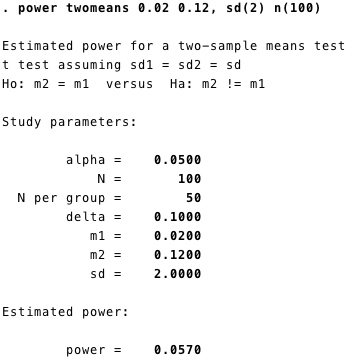 . power twomeans 0.02 0.12, sd(2) n(100)
Estimated power for a two-sample means test
t test assuming sd1 = sd2 = sd
Ho: m2 = m1  versus  Ha: m2 != m1
Study parameters:
alpha =    0.0500
N =       100
N per group =        50
delta =    0.1000
m1 =    0.0200
m2 =    0.1200
sd =    2.0000
Estimated power:
power =    0.0570